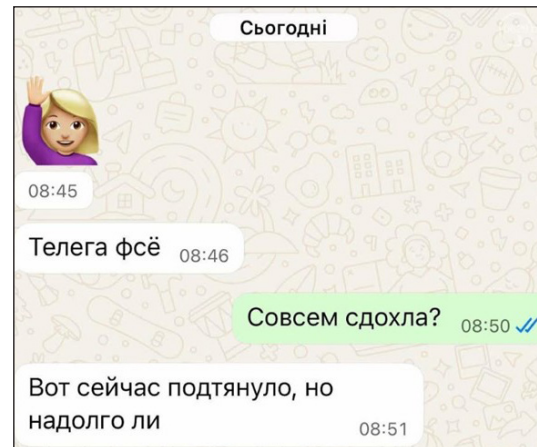 Сьогодні
08:45
Телега фсё 08:46
Совсем сдохла? 08:50
Вот сейчас подтянуло, но
надолго ли 08:51